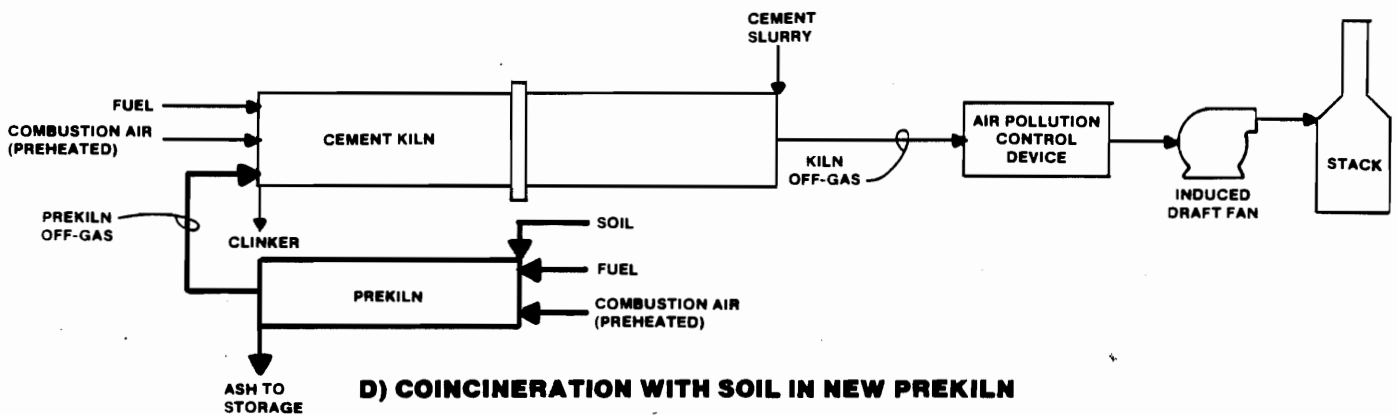 CEMENT
SLURRY
FUEL
COMBUSTION AIR
(PREHEATED)
CEMENT KILN
AIR POLLUTION
CONTROL
DEVICE
KILN
OFF-GAS
STACK
INDUCED
DRAFT FAN
PREKILN
OFF-GAS
CLINKER
SOIL
FUEL
PREKILN
COMBUSTION AIR
(PREHEATED)
ASH TO
STORAGE
D) COINCINERATION WITH SOIL IN NEW PREKILN